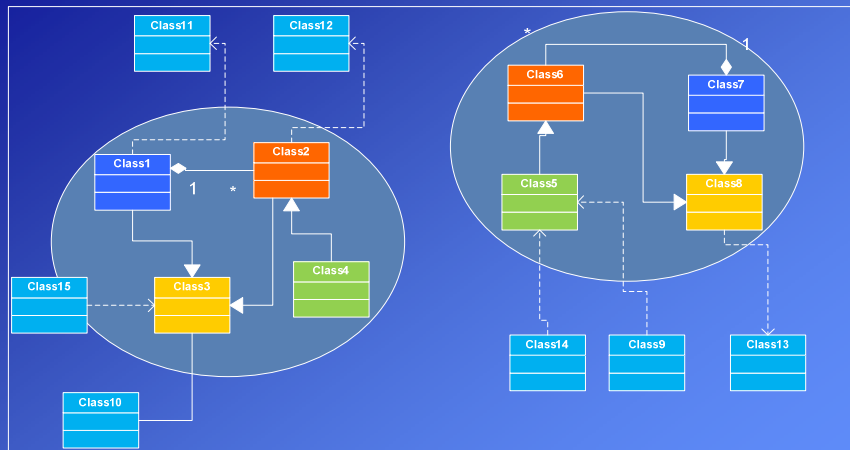 Class11
Class12
*
1
Class6
Class7
Class2
Class1
1
*
Class5
Class8
Class4
Class15
Class3
Class14
Class9
Class13
Class10